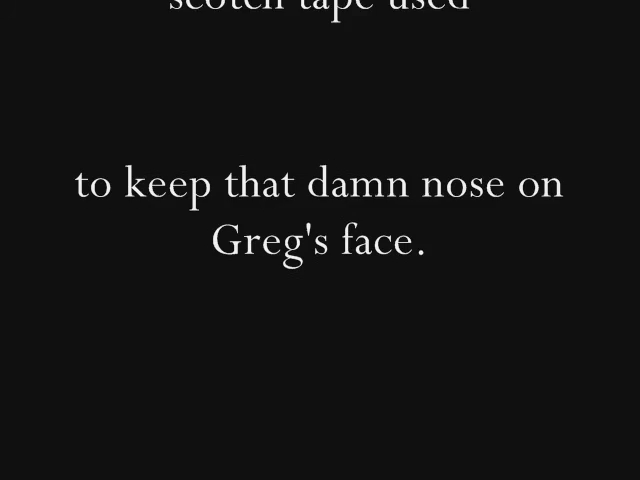 scotch tape used
to keep that damn nose on
Greg's face.